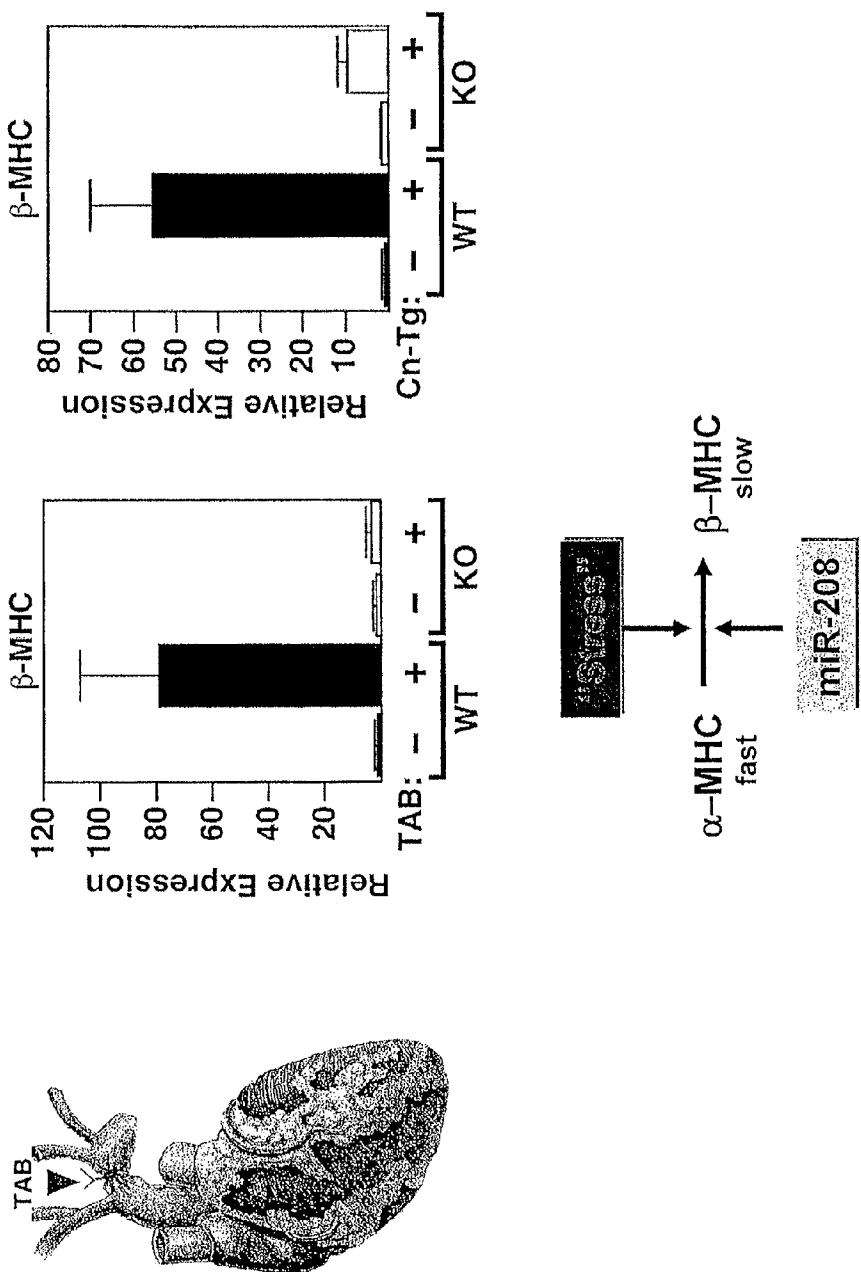 TAB
β-MHC
Relative Expression
120
100
80
60
40
20
TAB: − + − +
WT KO
β-MHC
Relative Expression
80
70
60
50
40
30
20
10
Cn-Tg: − + − +
WT KO
"Stress"
α–MHC
fast
β–MHC
slow
miR-208